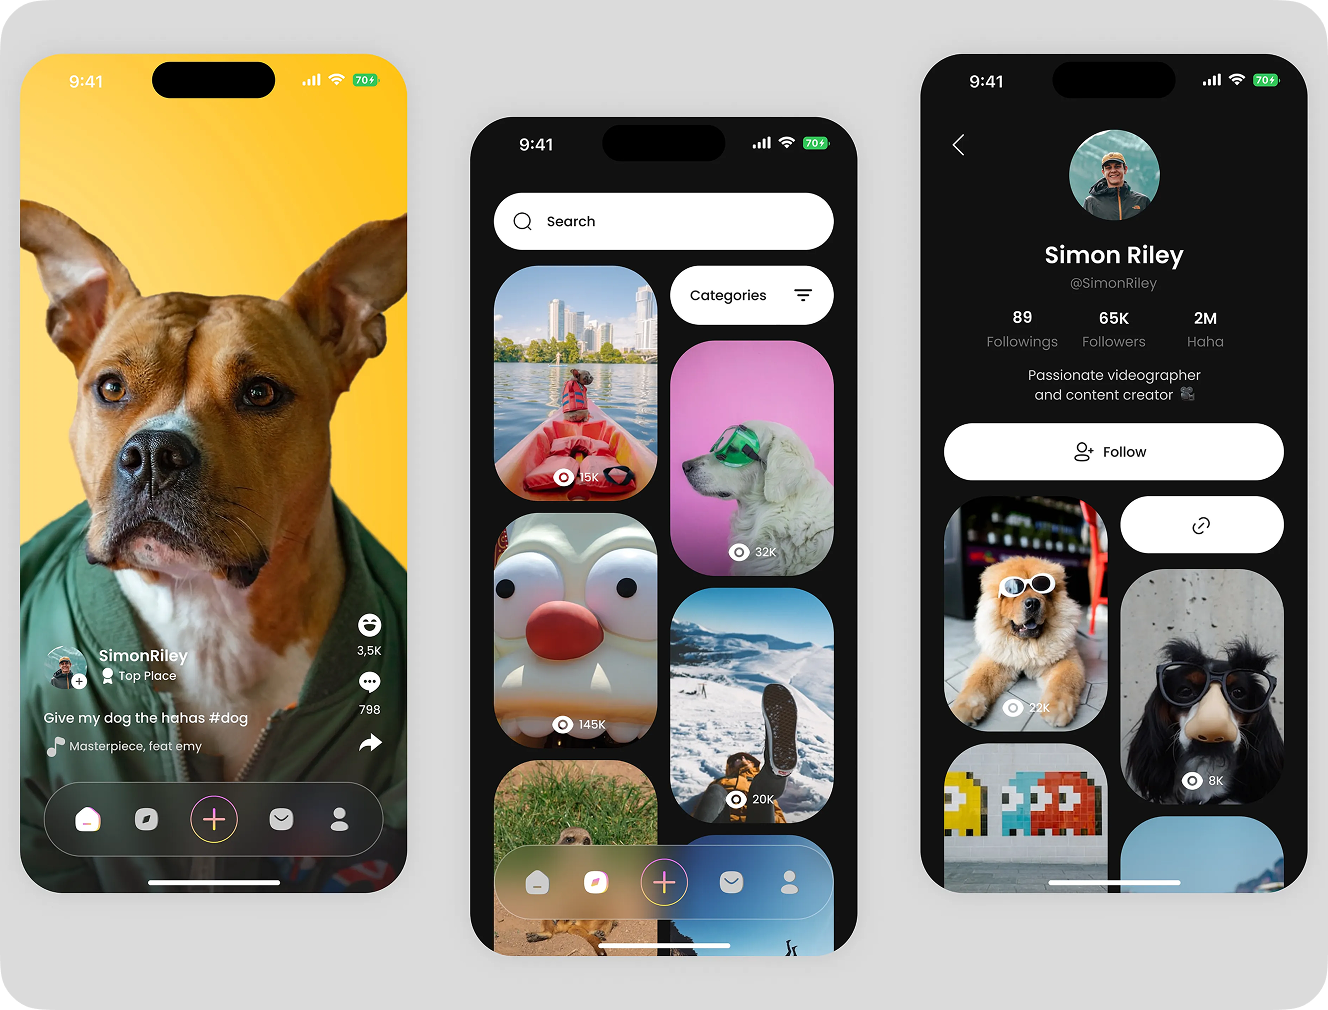 9:41
70
SimonRiley
Top Place
Give my dog the hahas #dog
Masterpiece, feat emy
3,5K
798
9:41
70
Search
Categories
15K
32K
145K
20K
9:41
70
Simon Riley
@SimonRiley
89 65K 2M
Followings Followers Haha
Passionate videographer
and content creator
Follow
22K
8K